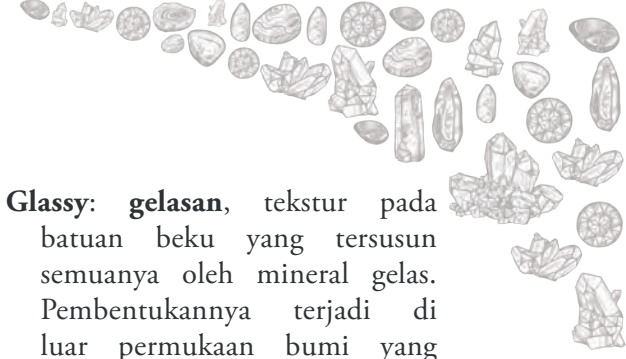 Glassy: gelasan, tekstur pada
batuan beku yang tersusun
semuanya oleh mineral gelas.
Pembentukannya terjadi di
luar permukaan bumi yang